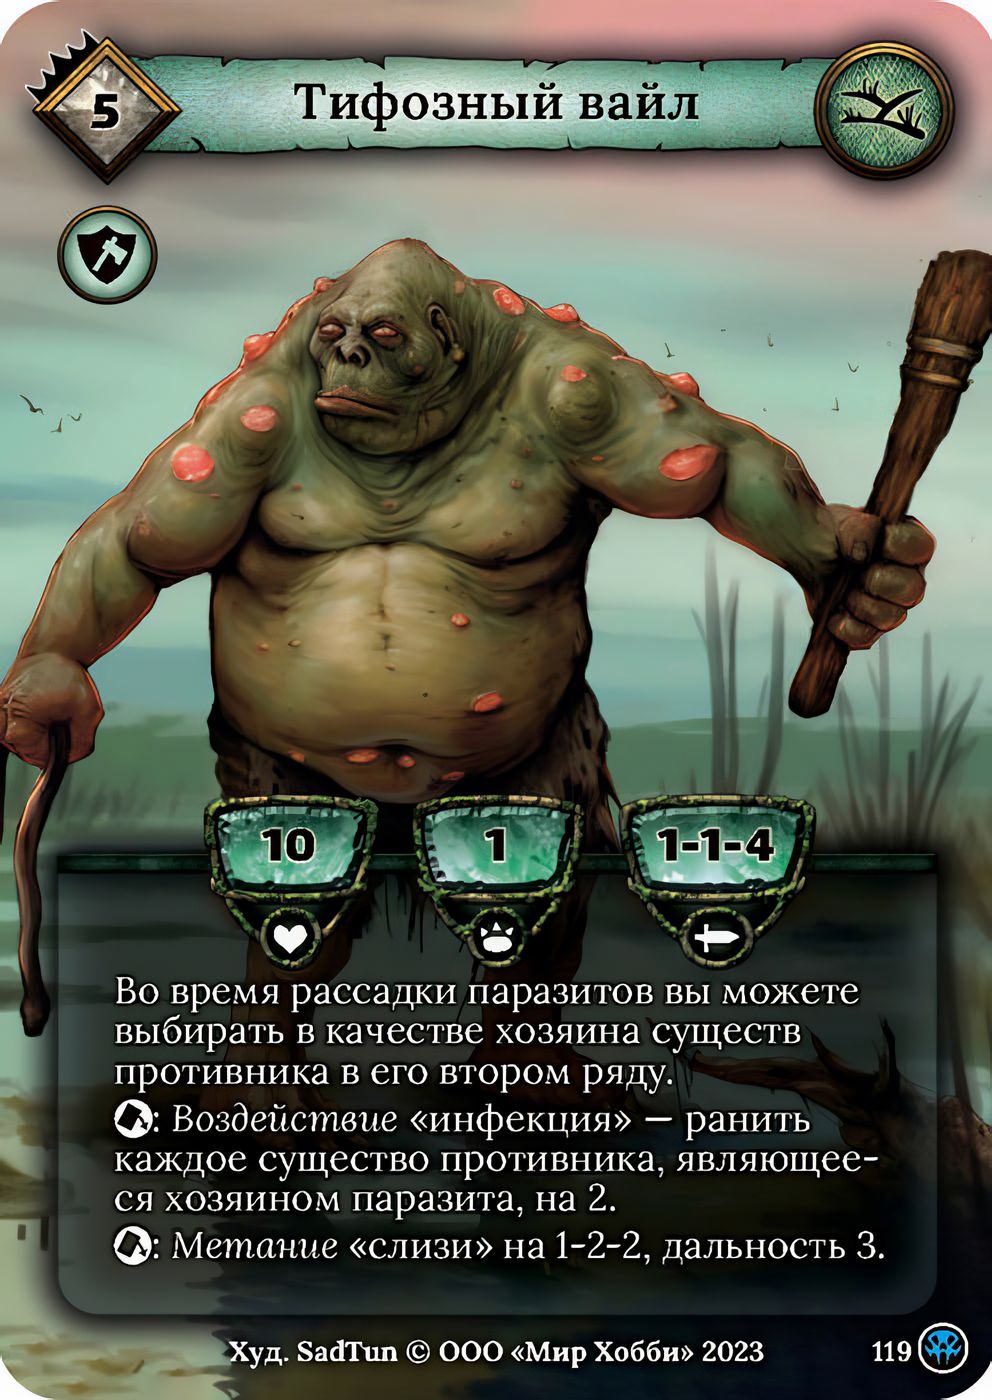 5
Тифозный вайл
10
1
1-1-4
Во время рассадки паразитов вы можете
выбирать в качестве хозяина существ
противника в его втором ряду.
: Воздействие «инфекция» — ранить
каждое существо противника, являющее-
ся хозяином паразита, на 2.
: Метание «слизи» на 1-2-2, дальность 3.
Худ. SadTun © ООО «Мир Хобби» 2023
119